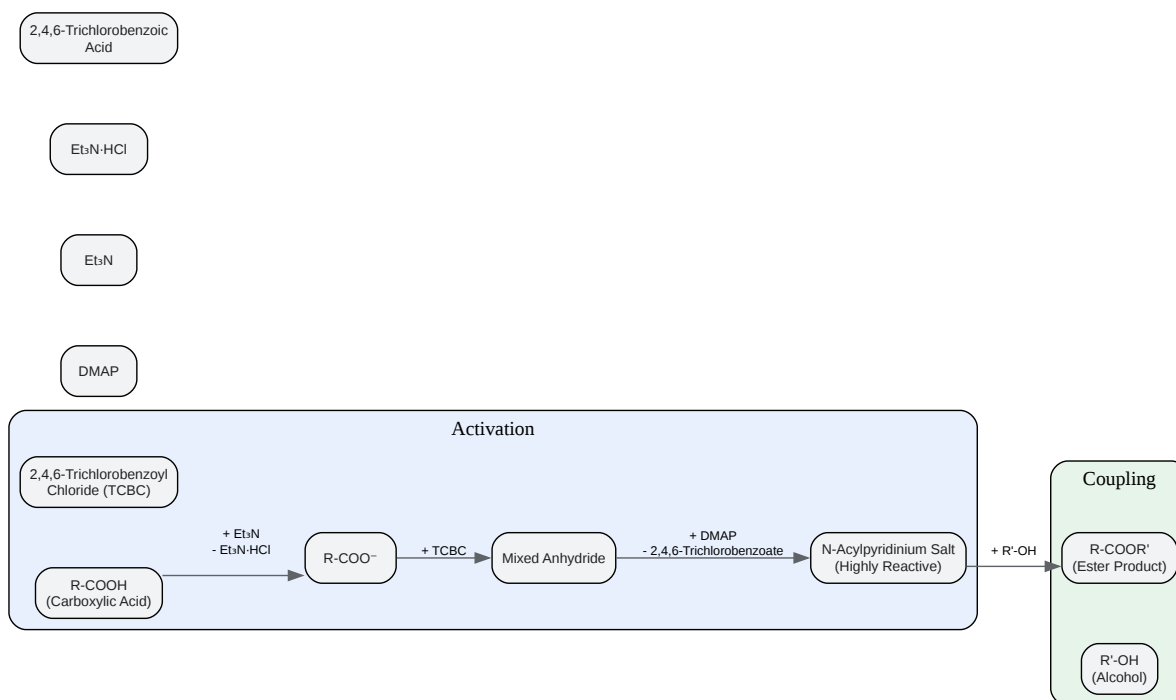 2,4,6-Trichlorobenzoic
Acid
Et₃N·HCl
Et₃N
DMAP
Activation
2,4,6-Trichlorobenzoyl
Chloride (TCBC)
R-COOH
(Carboxylic Acid)
+ Et₃N
- Et₃N·HCl
R-COO⁻
+ TCBC
Mixed Anhydride
+ DMAP
- 2,4,6-Trichlorobenzoate
N-Acylpyridinium Salt
(Highly Reactive)
+ R'-OH
Coupling
R-COOR'
(Ester Product)
R'-OH
(Alcohol)